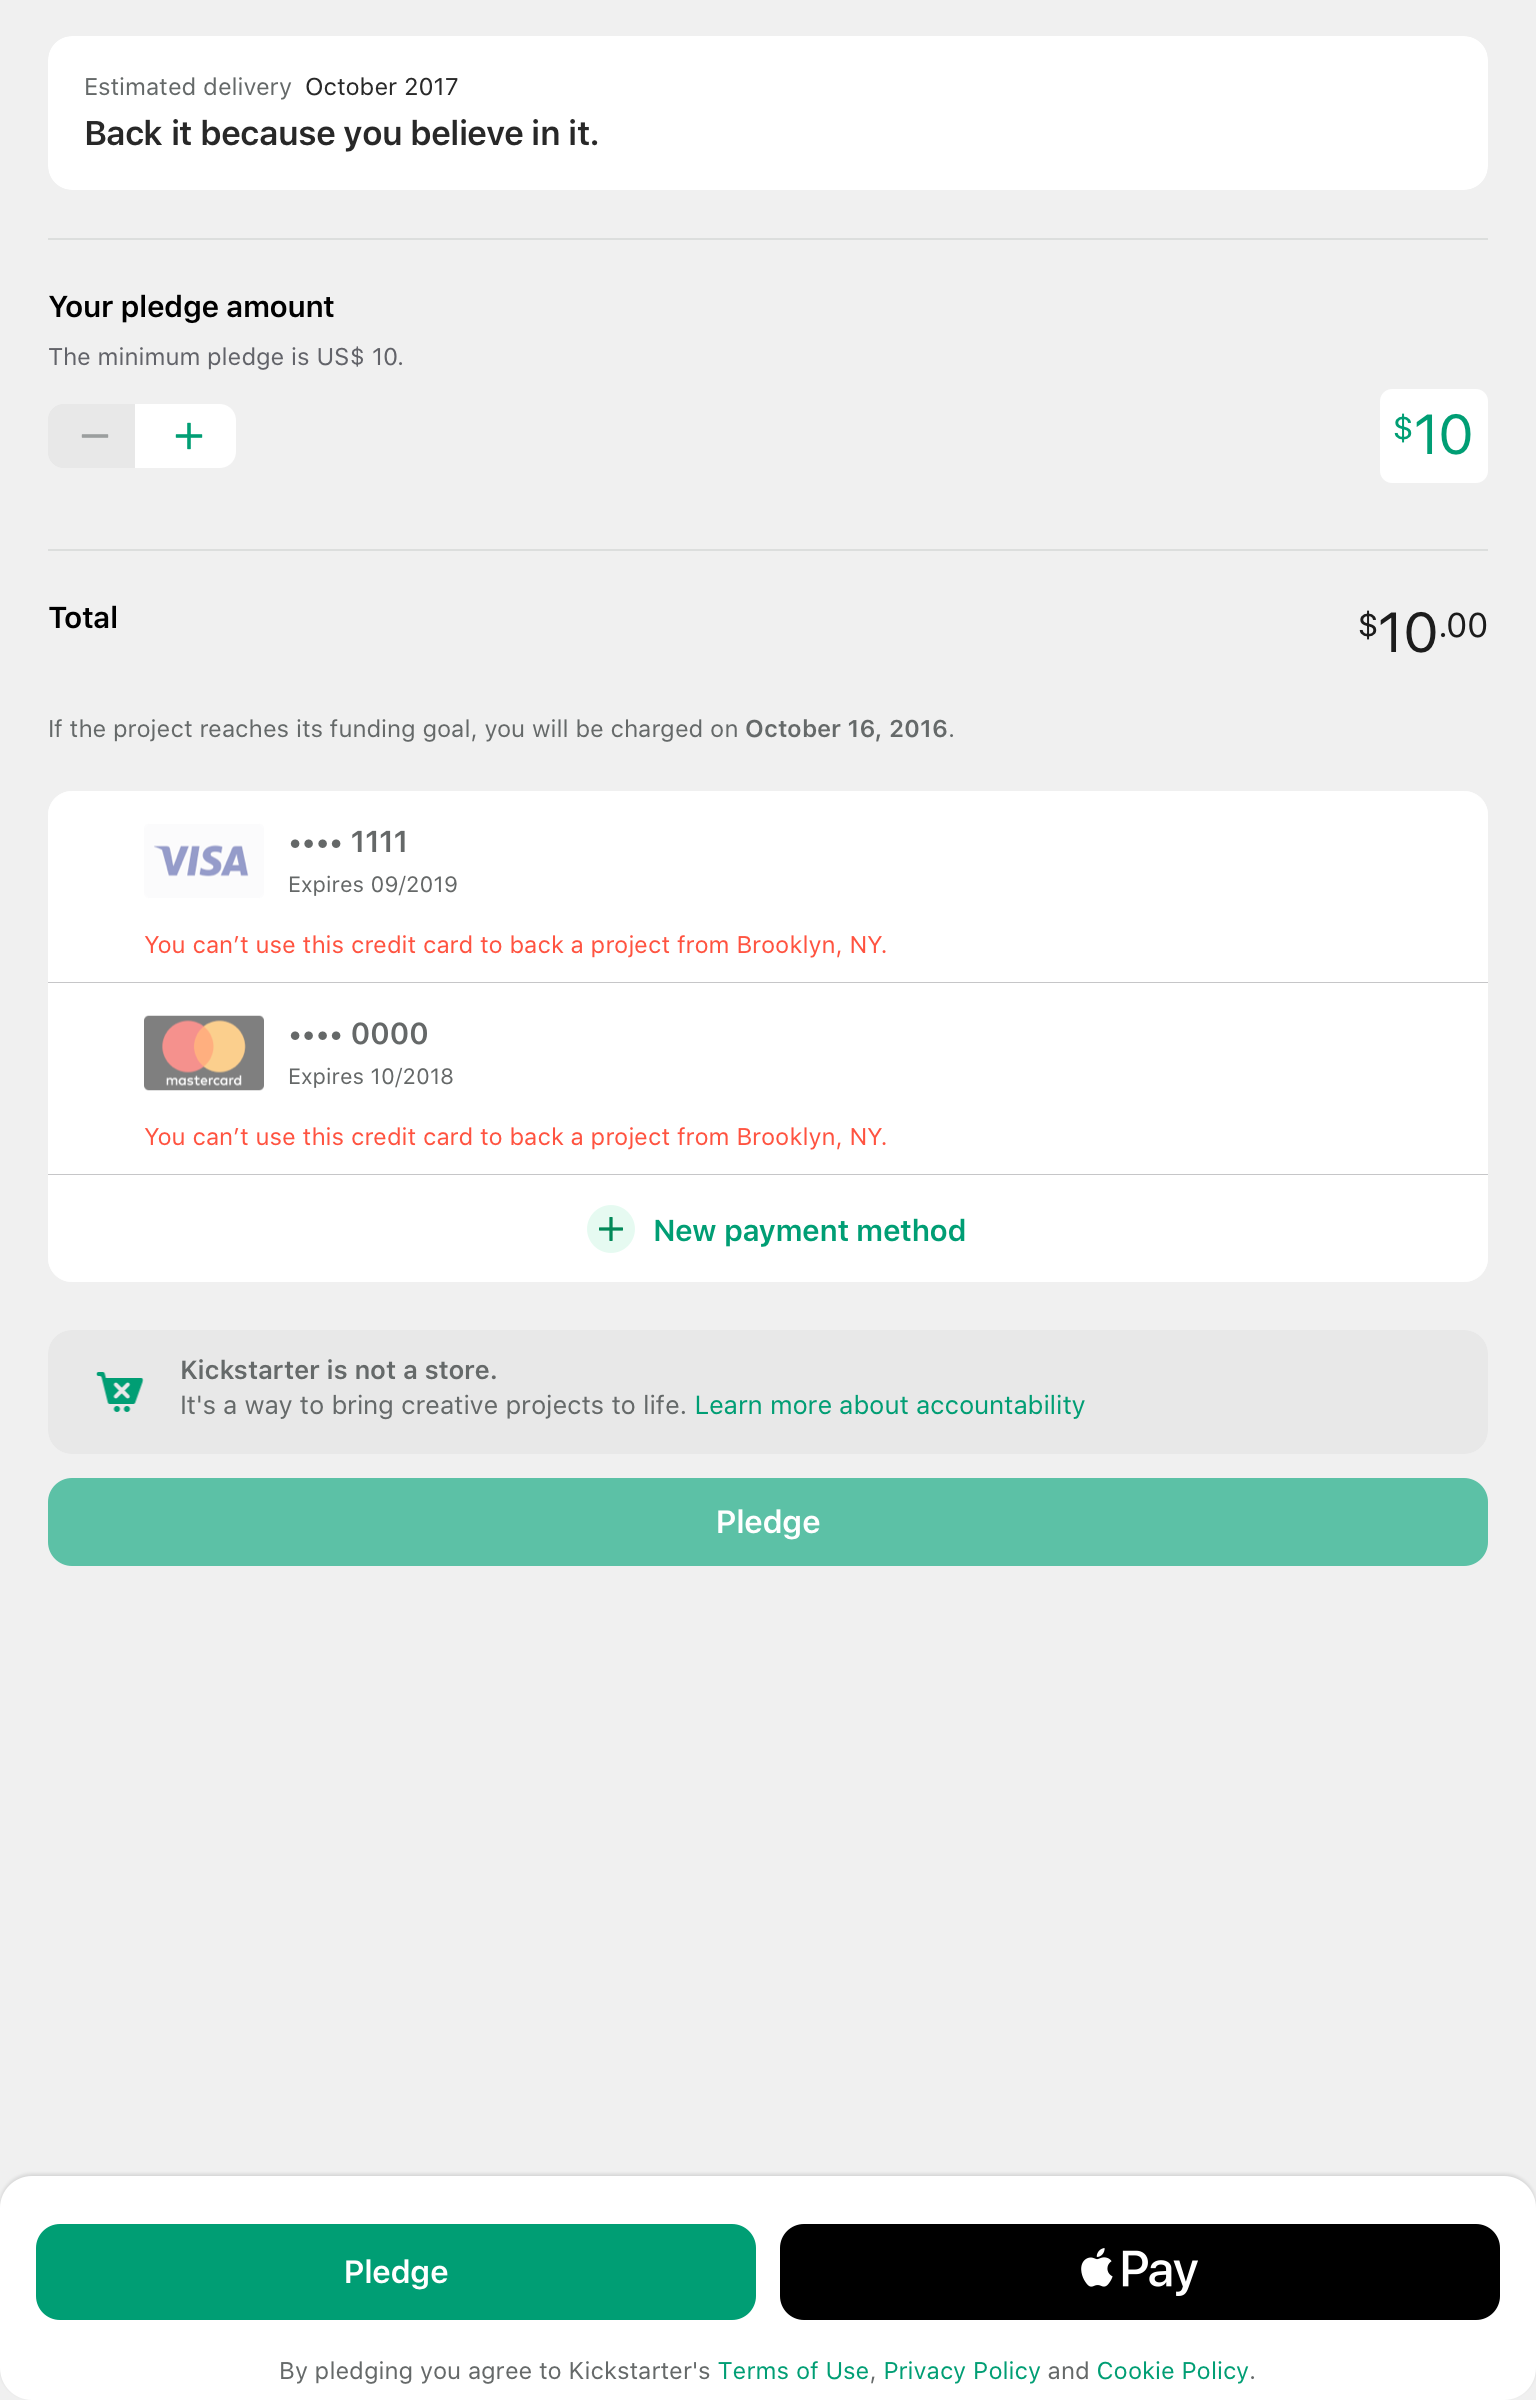 Estimated delivery October 2017
Back it because you believe in it.
Your pledge amount
The minimum pledge is US$ 10.
$10
Total
$10.00
If the project reaches its funding goal, you will be charged on October 16, 2016.
VISA
•••• 1111
Expires 09/2019
You can’t use this credit card to back a project from Brooklyn, NY.
mastercard
•••• 0000
Expires 10/2018
You can’t use this credit card to back a project from Brooklyn, NY.
New payment method
Kickstarter is not a store.
It's a way to bring creative projects to life. Learn more about accountability
Pledge
Pledge
Pay
By pledging you agree to Kickstarter's Terms of Use, Privacy Policy and Cookie Policy.